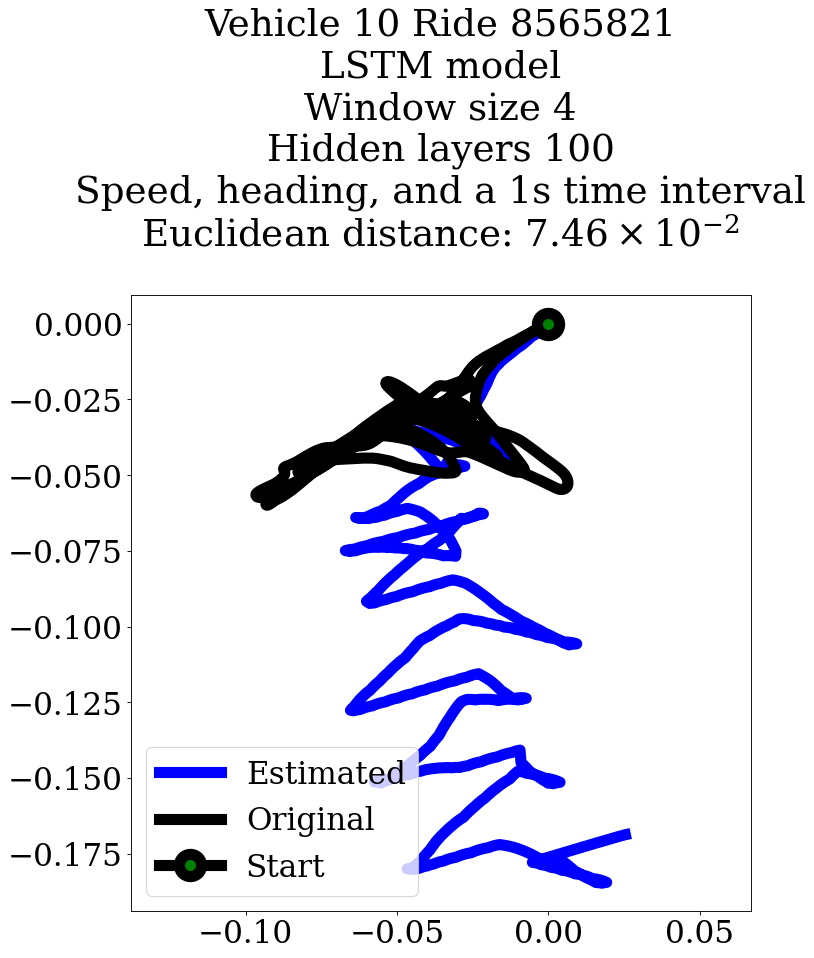 Vehicle 10 Ride 8565821
LSTM model
Window size 4
Hidden layers 100
Speed, heading, and a 1s time interval
Euclidean distance: 7.46 × 10⁻²
0.000
−0.025
−0.050
−0.075
−0.100
−0.125
−0.150
−0.175
Estimated
Original
Start
−0.10
−0.05
0.00
0.05